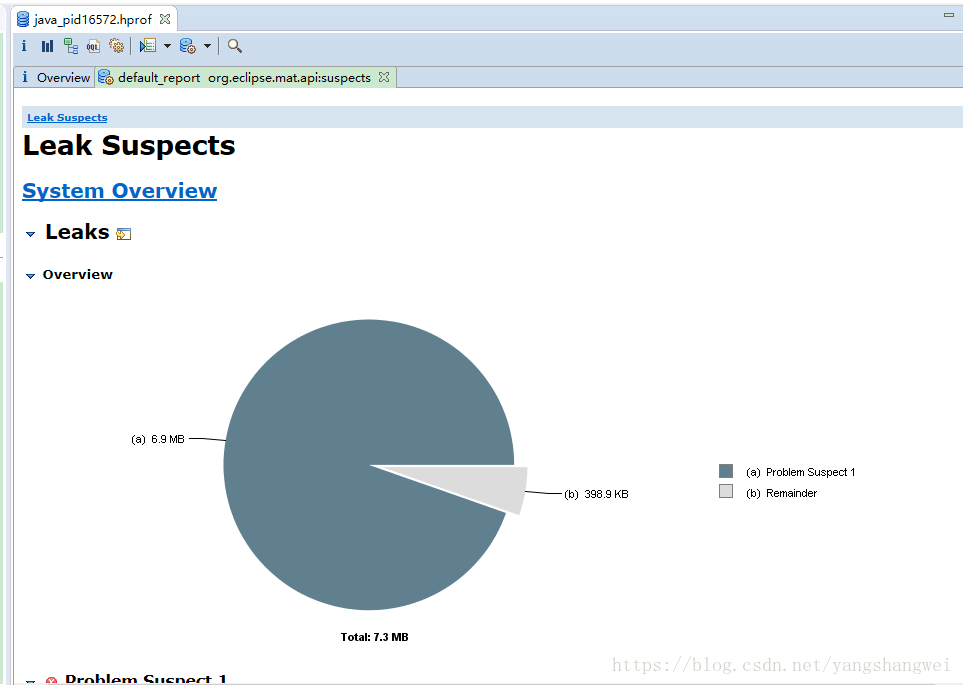 java_pid16572.hprof
i OQL
i Overview default_report org.eclipse.mat.api:suspects
Leak Suspects
Leak Suspects
System Overview
Leaks
Overview
(a) 6.9 MB
(b) 398.9 KB
(a) Problem Suspect 1
(b) Remainder
Total: 7.3 MB
https://blog.csdn.net/yangshangwei
Problem Suspect 1